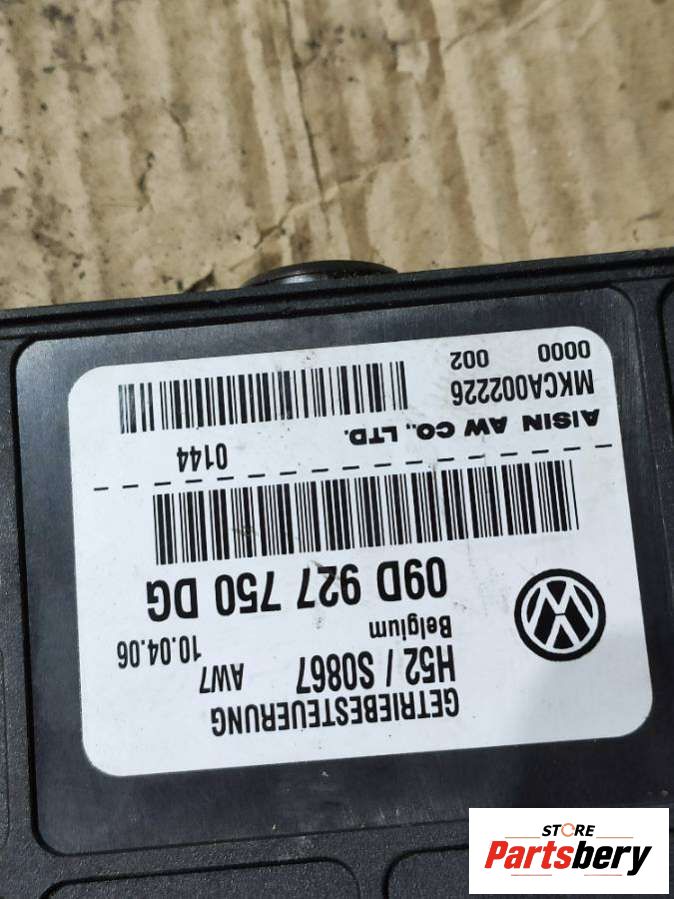 GETRIEBESTEUERUNG
H52 / S0867 AW7
Belgium 10.04.06
09D 927 750 DG
AISIN AW CO., LTD. 0144
MKCA002226
0000 002
STORE
Partsbery